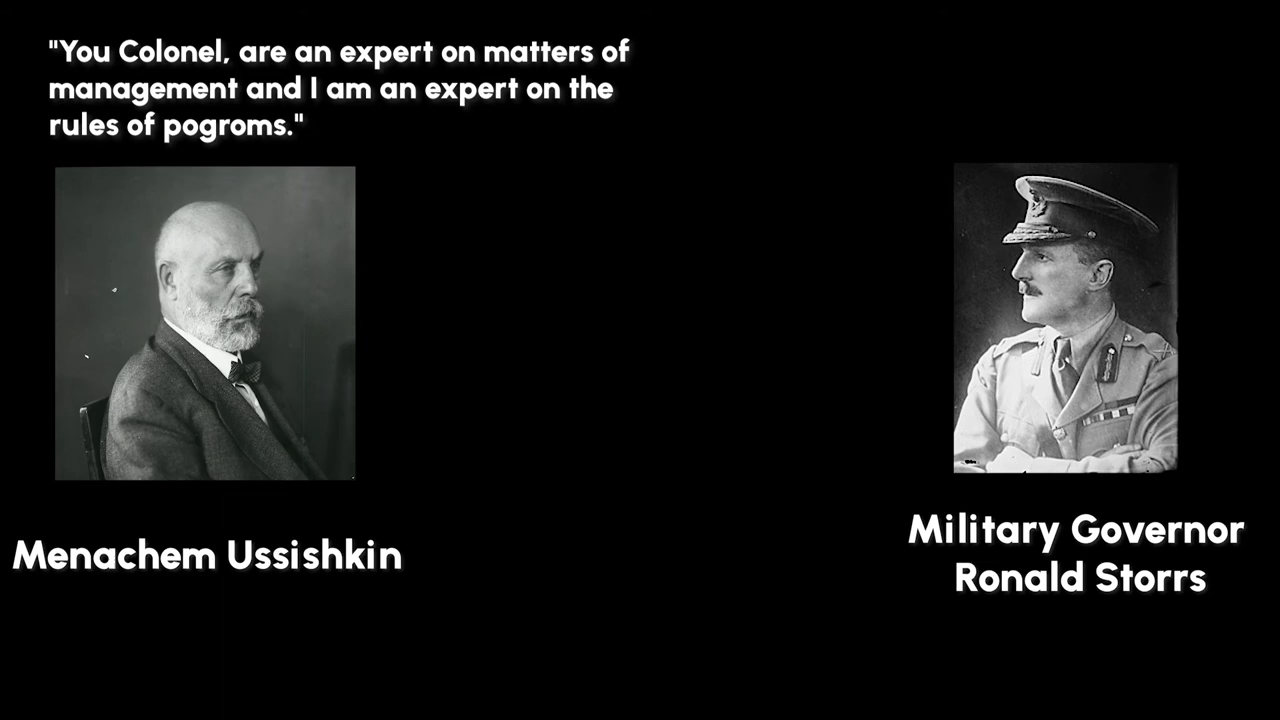 "You Colonel, are an expert on matters of
management and I am an expert on the
rules of pogroms."
Menachem Ussishkin
Military Governor
Ronald Storrs